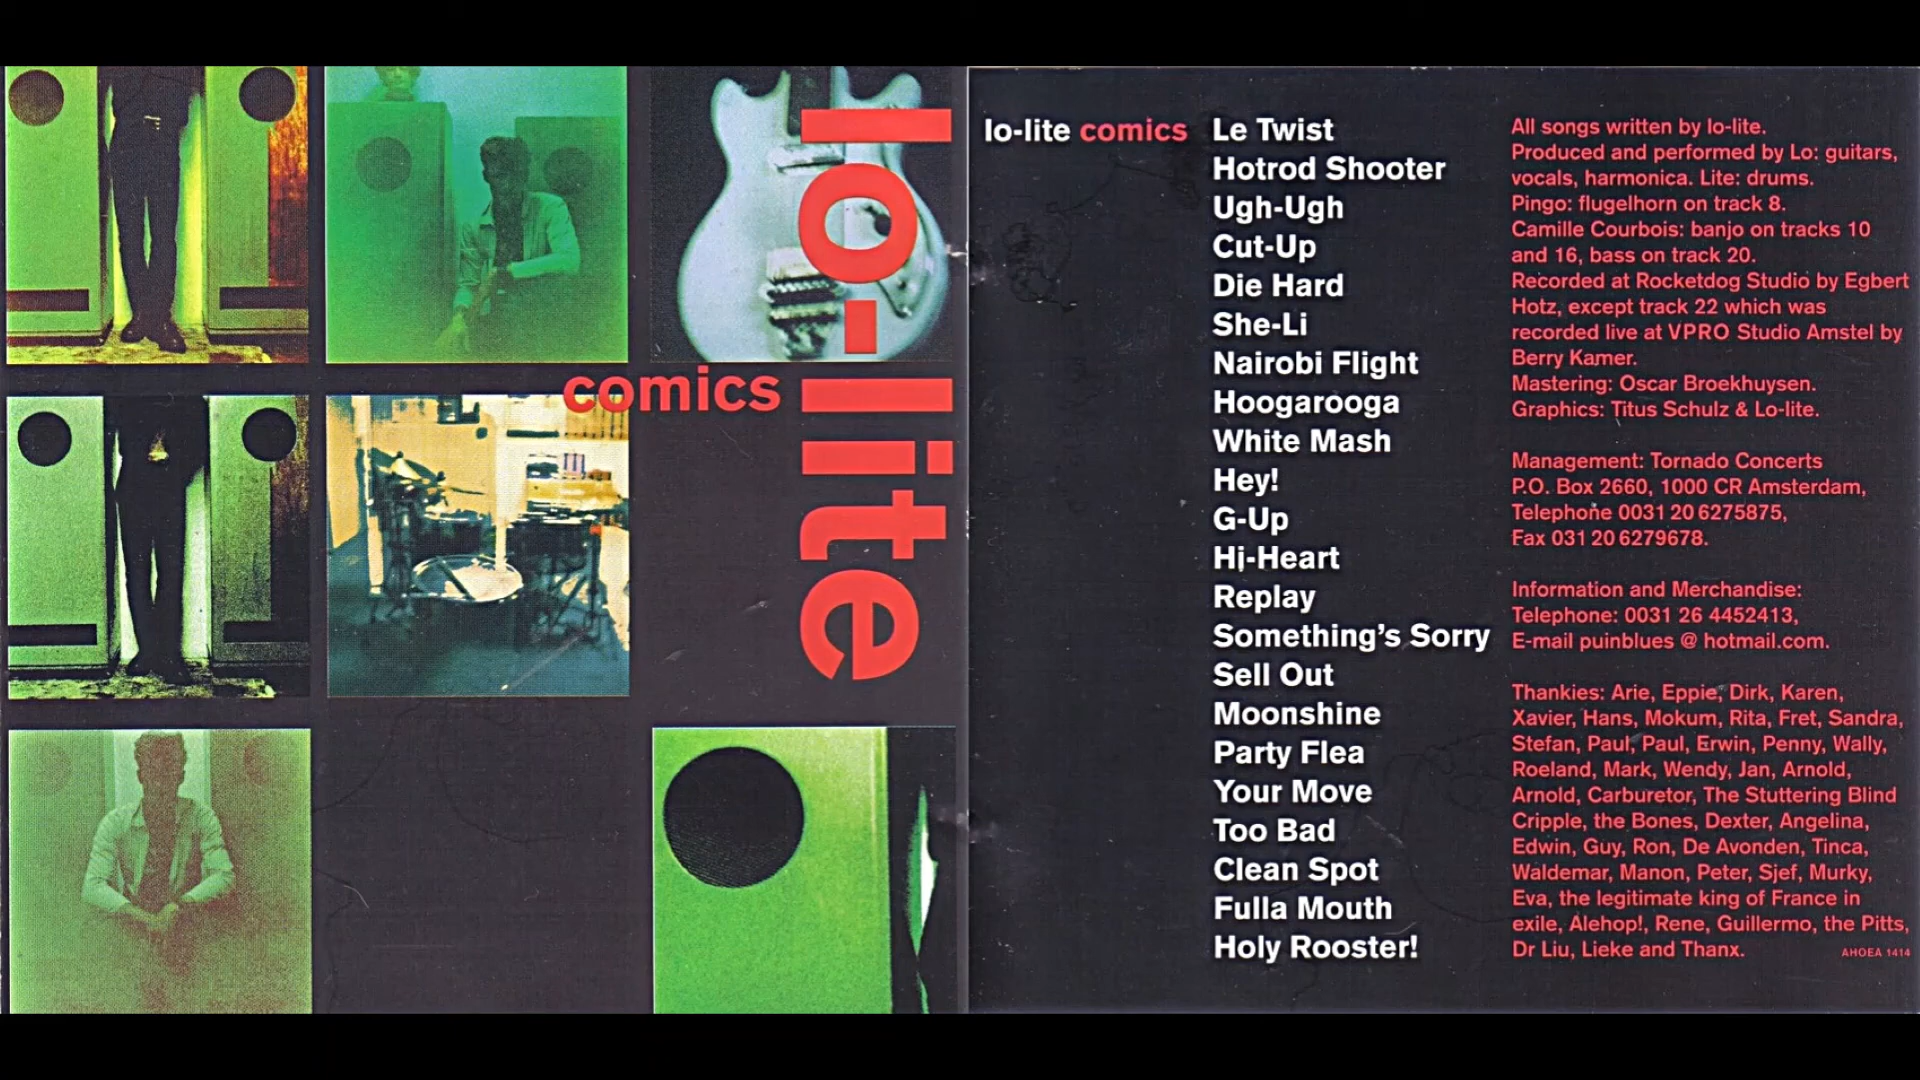 lo-lite
comics
lo-lite comics
Le Twist
Hotrod Shooter
Ugh-Ugh
Cut-Up
Die Hard
She-Li
Nairobi Flight
Hoogarooga
White Mash
Hey!
G-Up
Hi-Heart
Replay
Something's Sorry
Sell Out
Moonshine
Party Flea
Your Move
Too Bad
Clean Spot
Fulla Mouth
Holy Rooster!
All songs written by lo-lite.
Produced and performed by Lo: guitars,
vocals, harmonica. Lite: drums.
Pingo: flugelhorn on track 8.
Camille Courbois: banjo on tracks 10
and 16, bass on track 20.
Recorded at Rocketdog Studio by Egbert
Hotz, except track 22 which was
recorded live at VPRO Studio Amstel by
Berry Kamer.
Mastering: Oscar Broekhuysen.
Graphics: Titus Schulz & Lo-lite.
Management: Tornado Concerts
P.O. Box 2660, 1000 CR Amsterdam,
Telephone 0031 20 6275875,
Fax 031 20 6279678.
Information and Merchandise:
Telephone: 0031 26 4452413,
E-mail puinblues @ hotmail.com.
Thankies: Arie, Eppie, Dirk, Karen,
Xavier, Hans, Mokum, Rita, Fret, Sandra,
Stefan, Paul, Paul, Erwin, Penny, Wally,
Roeland, Mark, Wendy, Jan, Arnold,
Arnold, Carburetor, The Stuttering Blind
Cripple, the Bones, Dexter, Angelina,
Edwin, Guy, Ron, De Avonden, Tinca,
Waldemar, Manon, Peter, Sjef, Murky,
Eva, the legitimate king of France in
exile, Alehop!, Rene, Guillermo, the Pitts,
Dr Liu, Lieke and Thanx.
AHOEA 1414